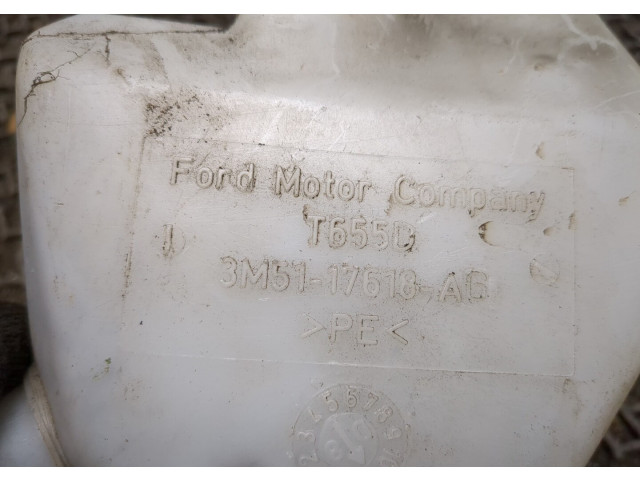 Ford Motor Company
T655D
3M51-17618-AB
>PE<